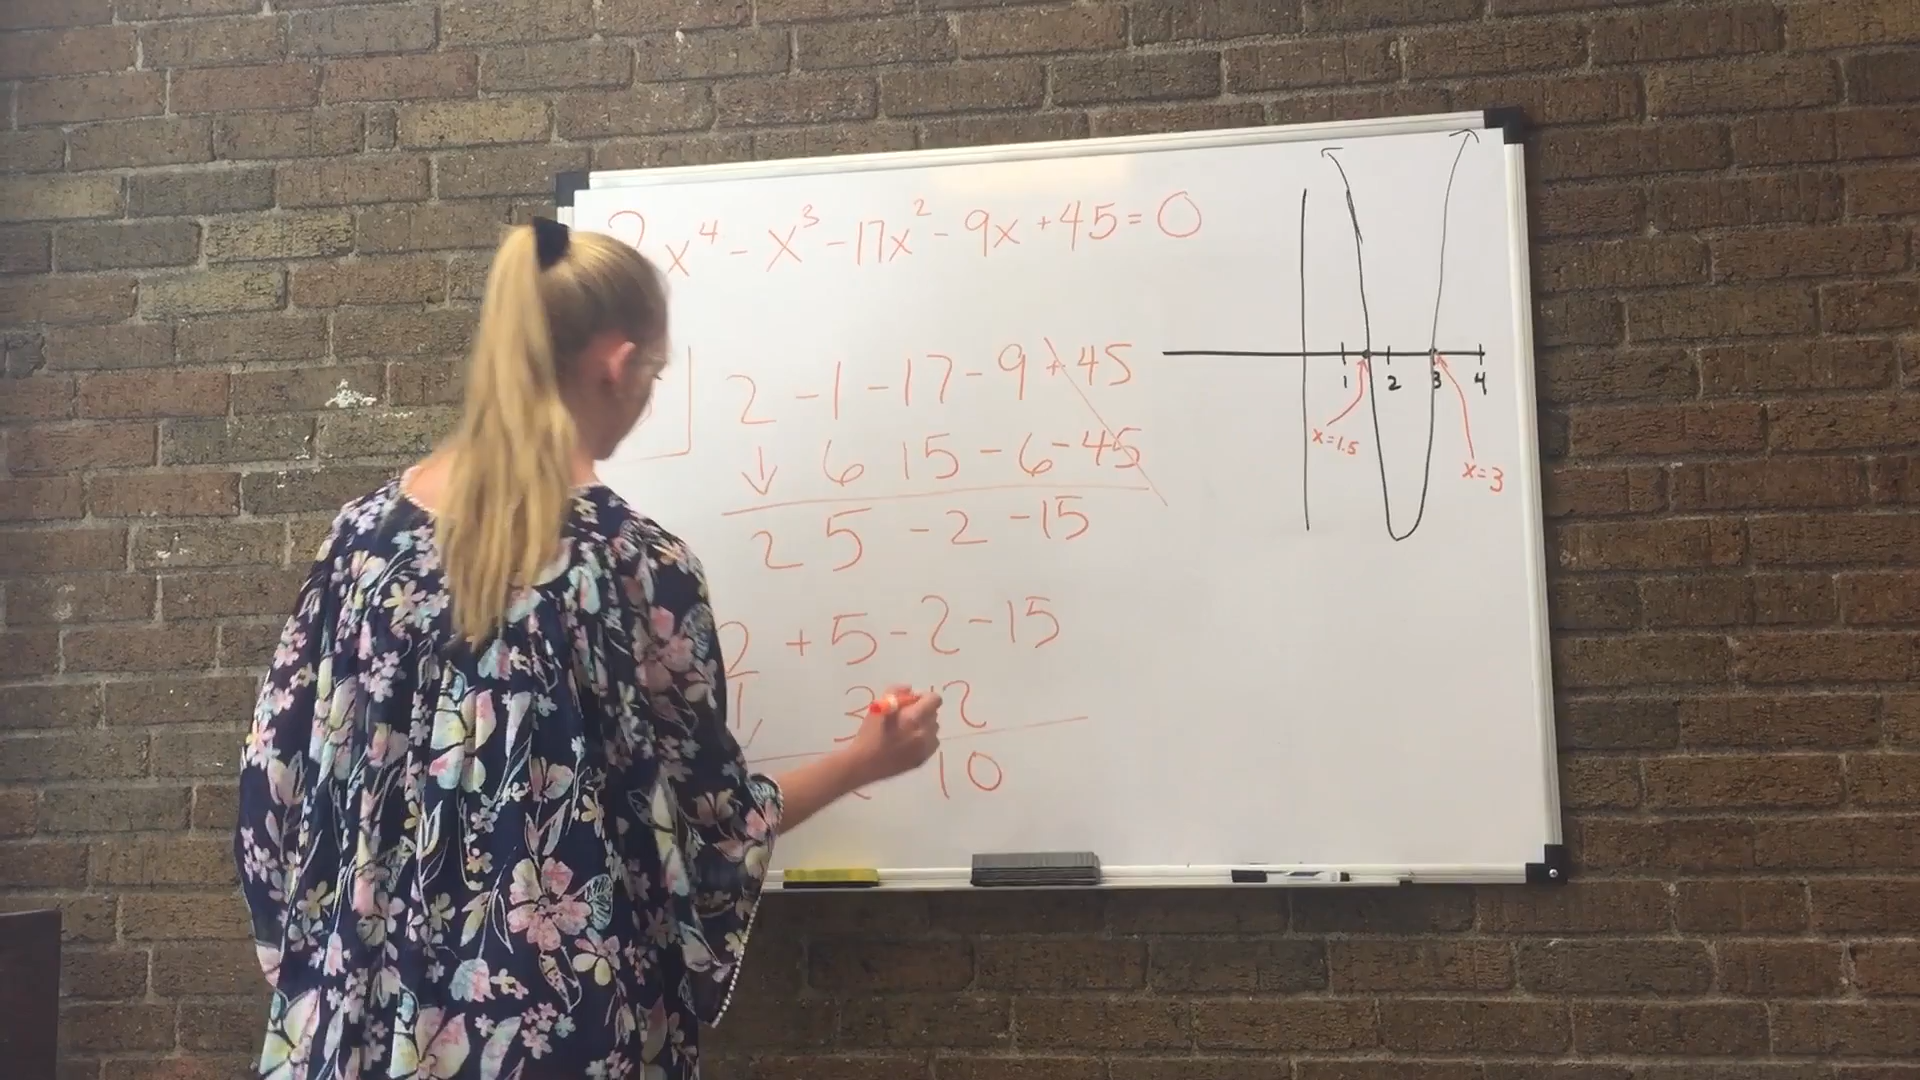 2x⁴ - x³ - 17x² - 9x + 45 = 0
2 - 1 - 17 - 9 + 45
↓ 6 15 - 6 - 45
2 5 - 2 - 15
2 + 5 - 2 - 15
↓ 3 12
10
1 2 3 4
x=1.5
x=3